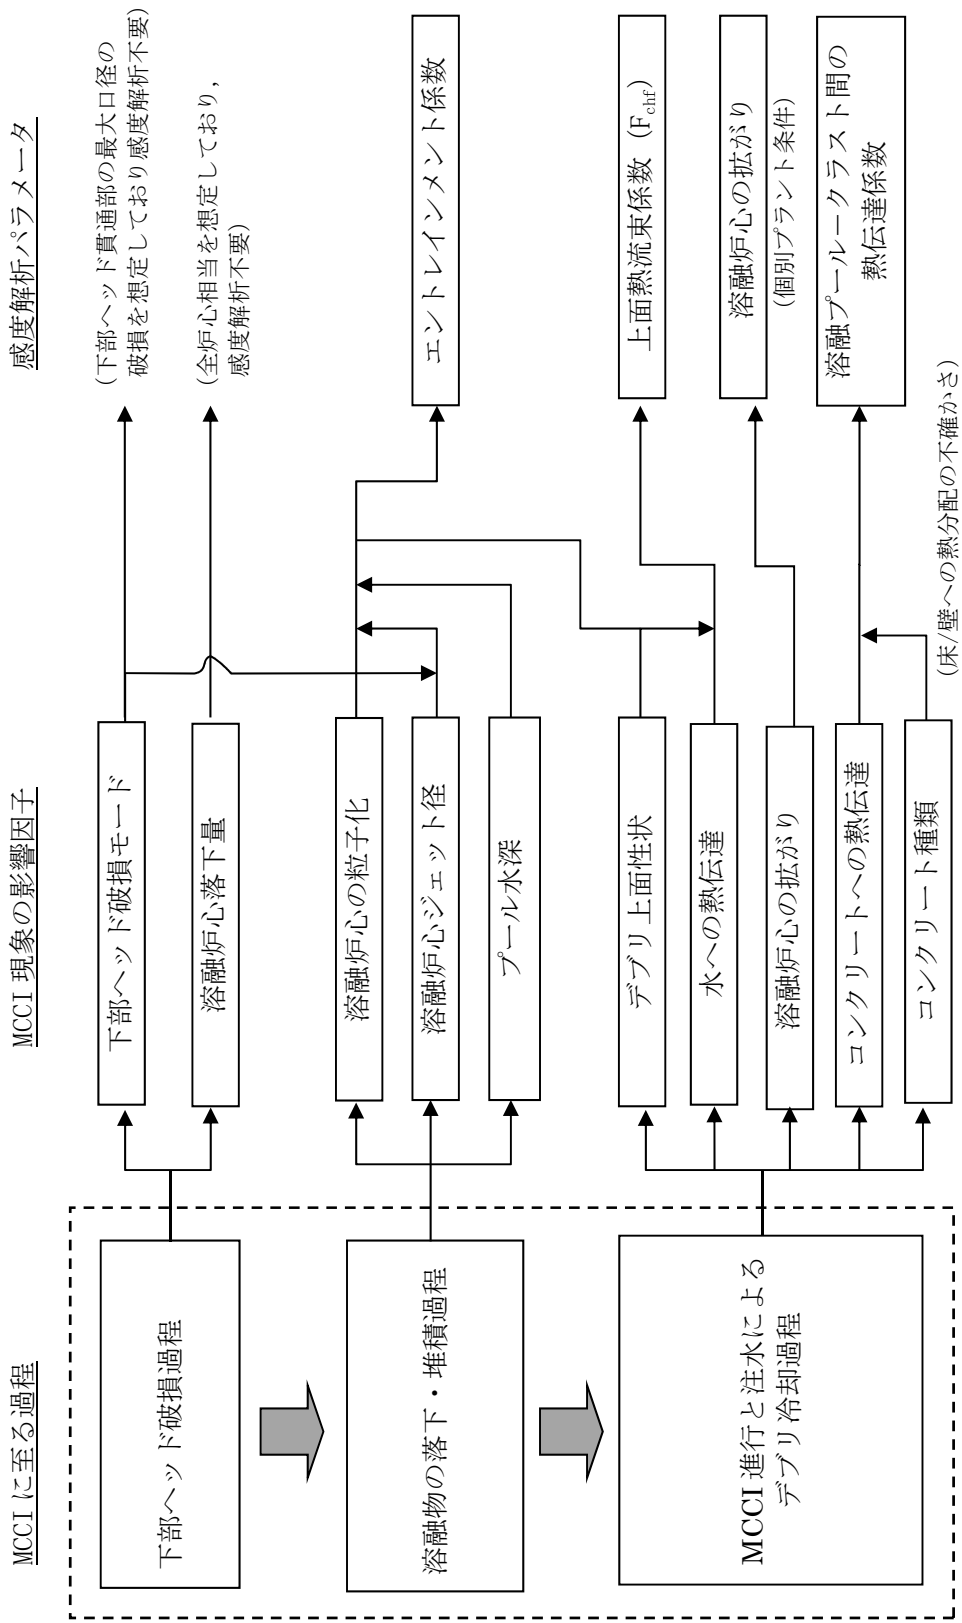 MCCI に至る過程
下部ヘッド破損過程
溶融物の落下・堆積過程
MCCI 進行と注水による
デブリ冷却過程
MCCI 現象の影響因子
下部ヘッド破損モード
溶融炉心落下量
溶融炉心の粒子化
溶融炉心ジェット径
プール水深
デブリ上面性状
水への熱伝達
溶融炉心の拡がり
コンクリートへの熱伝達
コンクリート種類
感度解析パラメータ
(下部ヘッド貫通部の最大口径の
破損を想定しており感度解析不要)
(全炉心相当を想定しており,
感度解析不要)
エントレインメント係数
上面熱流束係数 (Fchf)
溶融炉心の拡がり
(個別プラント条件)
溶融プールークラスト間の
熱伝達係数
(床/壁への熱分配の不確かさ)